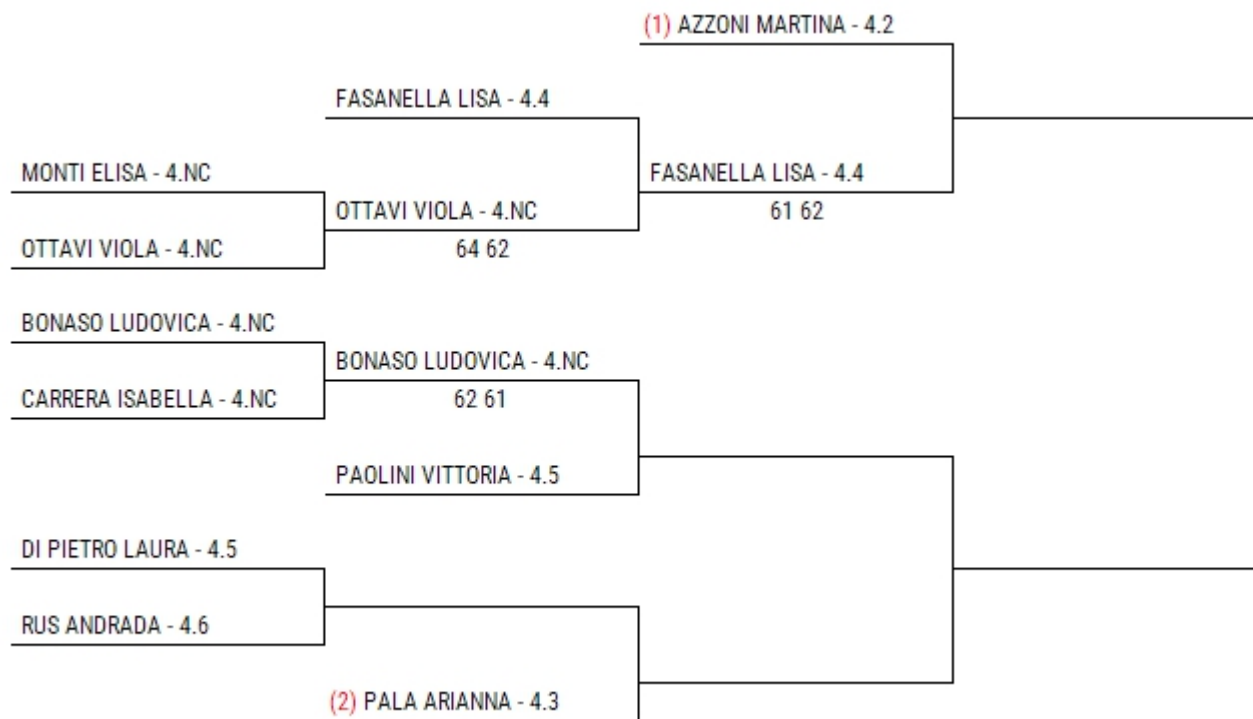 (1) AZZONI MARTINA - 4.2
FASANELLA LISA - 4.4
MONTI ELISA - 4.NC
FASANELLA LISA - 4.4
OTTAVI VIOLA - 4.NC
61 62
OTTAVI VIOLA - 4.NC
64 62
BONASO LUDOVICA - 4.NC
BONASO LUDOVICA - 4.NC
CARRERA ISABELLA - 4.NC
62 61
PAOLINI VITTORIA - 4.5
DI PIETRO LAURA - 4.5
RUS ANDRADA - 4.6
(2) PALA ARIANNA - 4.3